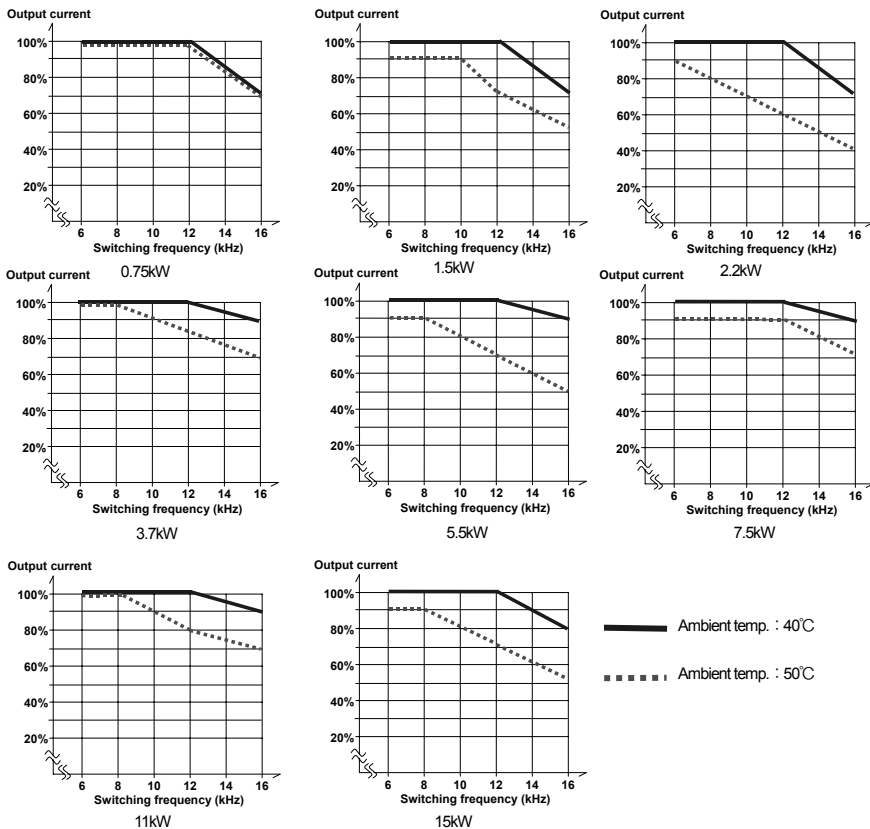 Output current Output current Output current
100% 100% 100%
80% 80% 80%
60% 60% 60%
40% 40% 40%
20% 20% 20%
6 8 10 12 14 16 6 8 10 12 14 16 6 8 10 12 14 16
Switching frequency (kHz) Switching frequency (kHz) Switching frequency (kHz)
0.75kW 1.5kW 2.2kW
Output current Output current Output current
100% 100% 100%
80% 80% 80%
60% 60% 60%
40% 40% 40%
20% 20% 20%
6 8 10 12 14 16 6 8 10 12 14 16 6 8 10 12 14 16
Switching frequency (kHz) Switching frequency (kHz) Switching frequency (kHz)
3.7kW 5.5kW 7.5kW
Output current Output current
100% 100%
80% 80%
60% 60%
40% 40%
20% 20%
6 8 10 12 14 16 6 8 10 12 14 16
Switching frequency (kHz) Switching frequency (kHz)
11kW 15kW
Ambient temp. : 40℃
Ambient temp. : 50℃